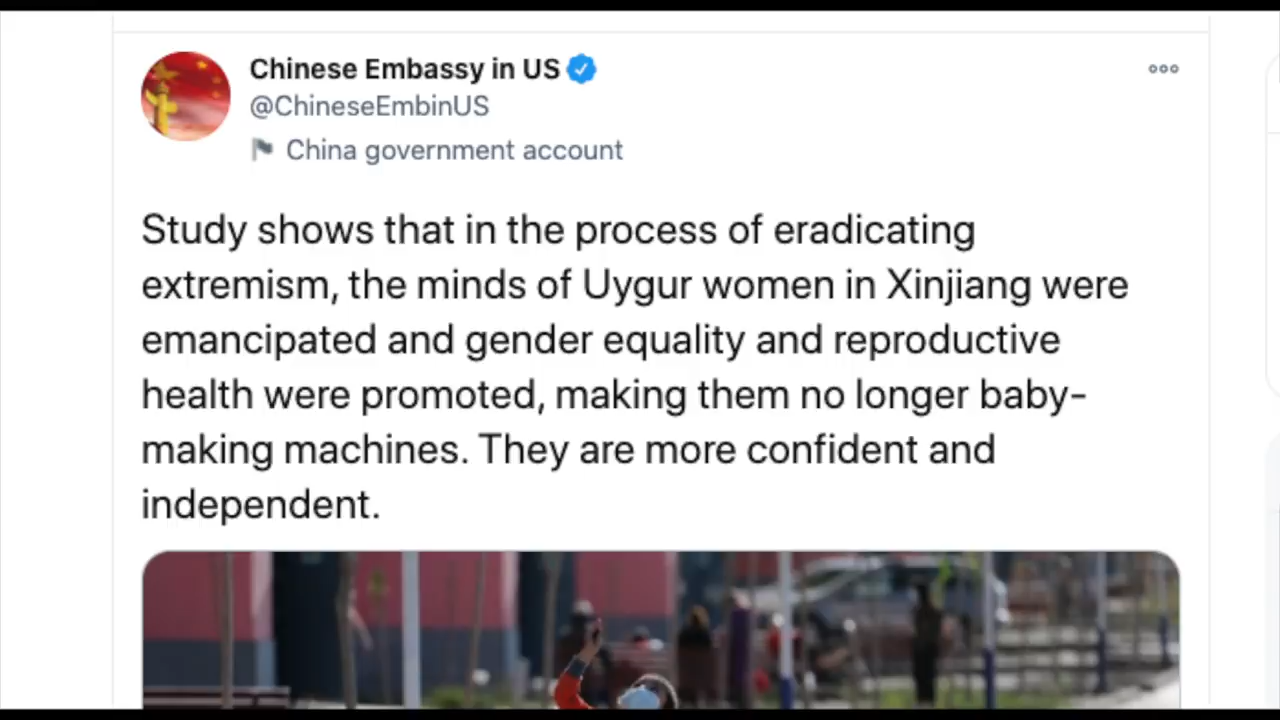 Chinese Embassy in US
@ChineseEmbinUS
China government account
Study shows that in the process of eradicating
extremism, the minds of Uygur women in Xinjiang were
emancipated and gender equality and reproductive
health were promoted, making them no longer baby-
making machines. They are more confident and
independent.